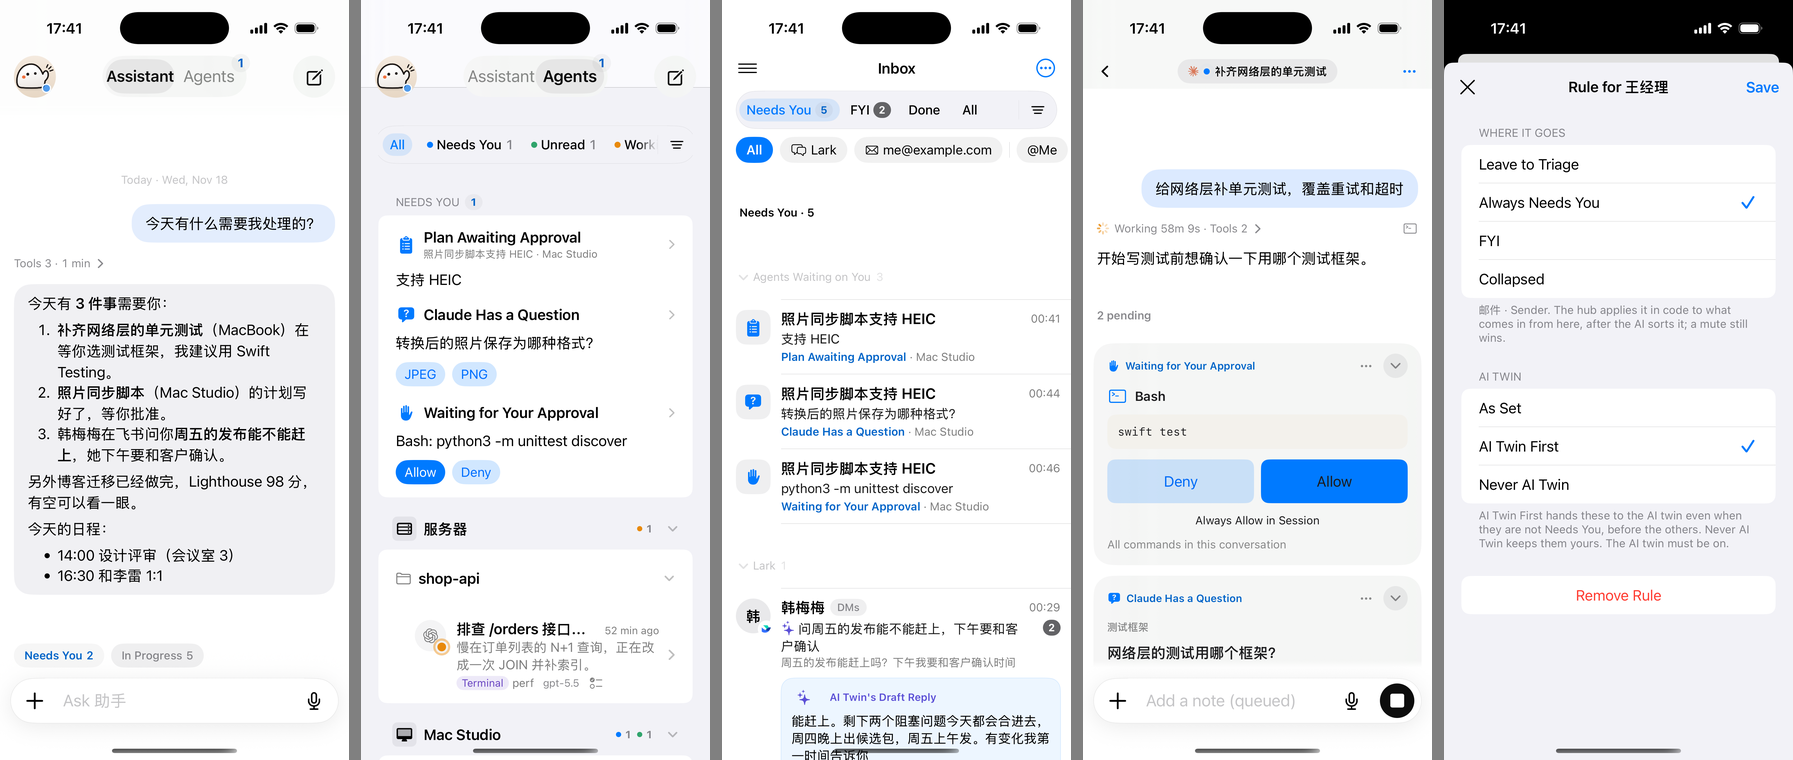 17:41
Assistant Agents 1
Today · Wed, Nov 18
今天有什么需要我处理的?
Tools 3 · 1 min
今天有 3 件事需要你：
1. 补齐网络层的单元测试（MacBook）在
等你选测试框架，我建议用 Swift
Testing。
2. 照片同步脚本（Mac Studio）的计划写
好了，等你批准。
3. 韩梅梅在飞书问你周五的发布能不能赶
上，她下午要和客户确认。
另外博客迁移已经做完，Lighthouse 98 分，
有空可以看一眼。
今天的日程：
• 14:00 设计评审（会议室 3）
• 16:30 和李雷 1:1
Needs You 2 In Progress 5
Ask 助手
17:41
Assistant Agents 1
All Needs You 1 Unread 1 Work
NEEDS YOU 1
Plan Awaiting Approval
照片同步脚本支持 HEIC · Mac Studio
支持 HEIC
Claude Has a Question
转换后的照片保存为哪种格式?
JPEG PNG
Waiting for Your Approval
Bash: python3 -m unittest discover
Allow Deny
服务器 1
shop-api
排查 /orders 接口... 52 min ago
慢在订单列表的 N+1 查询，正在改
成一次 JOIN 并补索引。
Terminal perf gpt-5.5
Mac Studio 1 1
17:41
Inbox
Needs You 5 FYI 2 Done All
All Lark me@example.com @Me
Needs You · 5
Agents Waiting on You 3
照片同步脚本支持 HEIC 00:41
支持 HEIC
Plan Awaiting Approval · Mac Studio
照片同步脚本支持 HEIC 00:44
转换后的照片保存为哪种格式?
Claude Has a Question · Mac Studio
照片同步脚本支持 HEIC 00:46
python3 -m unittest discover
Waiting for Your Approval · Mac Studio
Lark 1
韩 韩梅梅 DMs 00:29
问周五的发布能不能赶上，下午要和客 2
户确认
周五的发布能赶上吗？下午我要和客户确认时间
AI Twin's Draft Reply
能赶上。剩下两个阻塞问题今天都会合进去，
周四晚上出候选包，周五上午发。有变化我第
一时间告诉你
17:41
补齐网络层的单元测试
给网络层补单元测试，覆盖重试和超时
Working 58m 9s · Tools 2
开始写测试前想确认一下用哪个测试框架。
2 pending
Waiting for Your Approval
Bash
swift test
Deny Allow
Always Allow in Session
All commands in this conversation
Claude Has a Question
测试框架
网络层的测试用哪个框架?
Add a note (queued)
17:41
Rule for 王经理 Save
WHERE IT GOES
Leave to Triage
Always Needs You
FYI
Collapsed
邮件 · Sender. The hub applies it in code to what
comes in from here, after the AI sorts it; a mute still
wins.
AI TWIN
As Set
AI Twin First
Never AI Twin
AI Twin First hands these to the AI twin even when
they are not Needs You, before the others. Never AI
Twin keeps them yours. The AI twin must be on.
Remove Rule